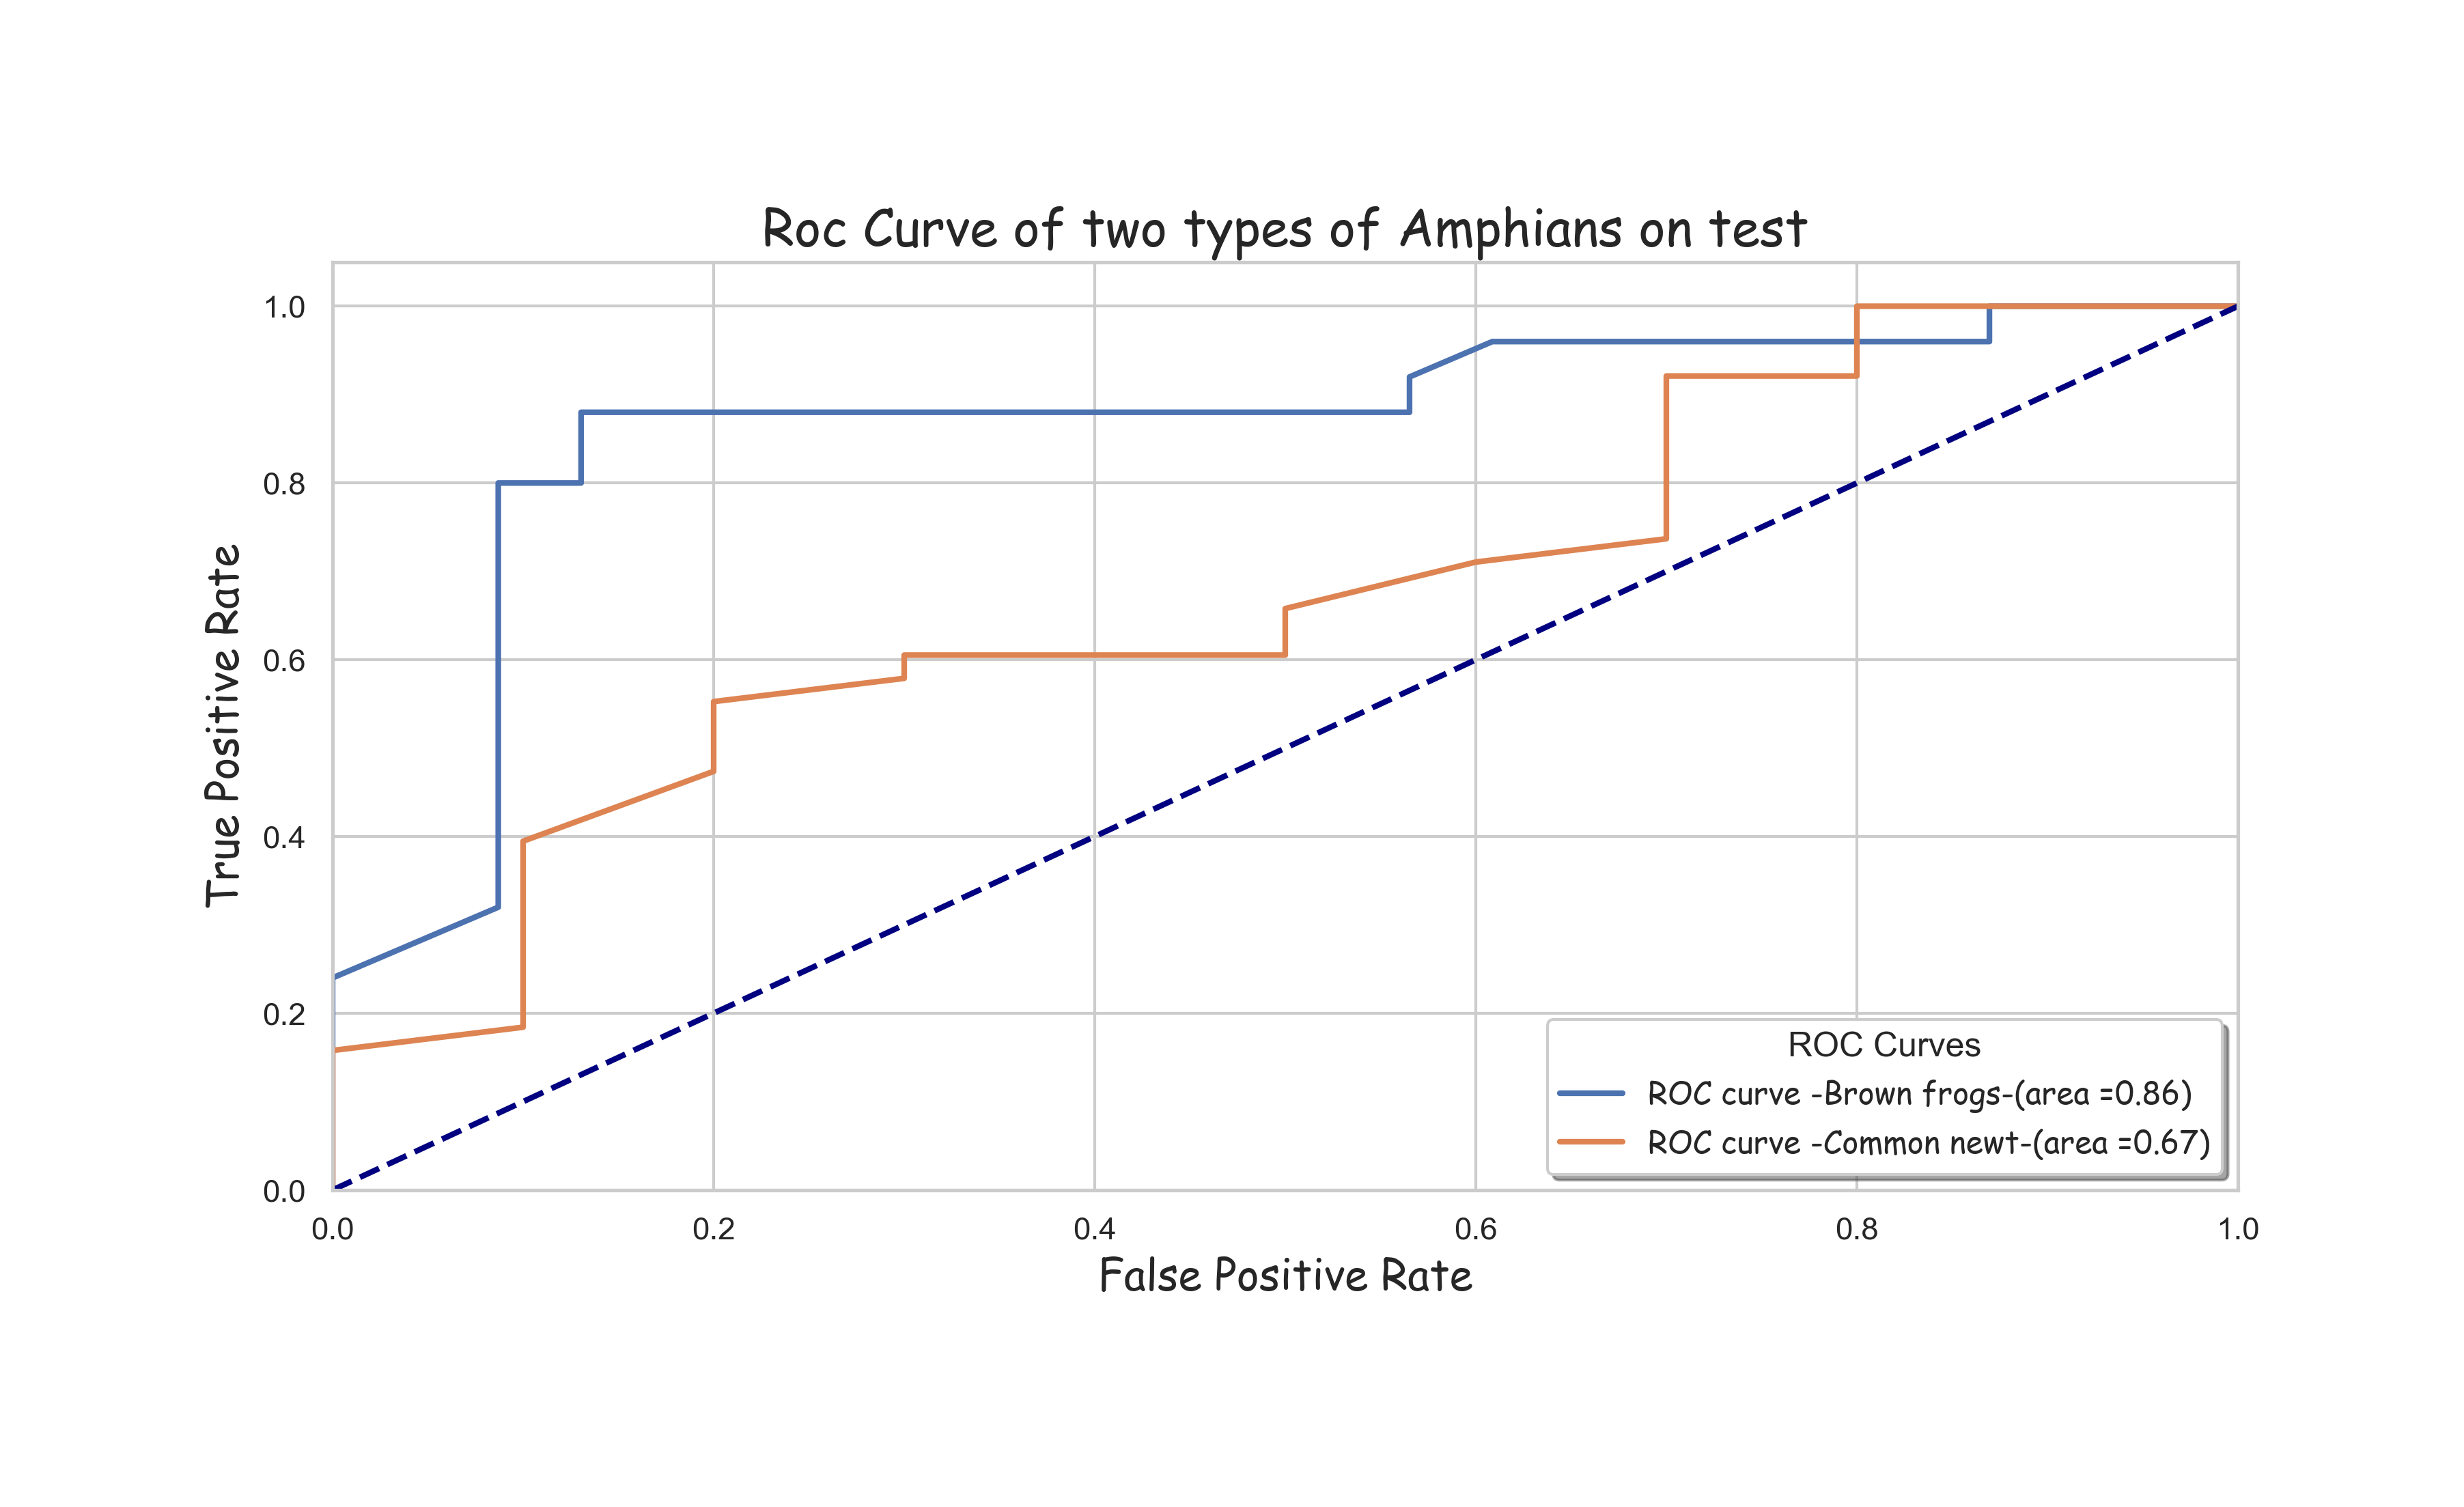 Roc Curve of two types of Amphians on test
True Positive Rate
1.0
0.8
0.6
0.4
0.2
0.0
0.0 0.2 0.4 0.6 0.8 1.0
False Positive Rate
ROC Curves
ROC curve -Brown frogs-(area =0.86)
ROC curve -Common newt-(area =0.67)